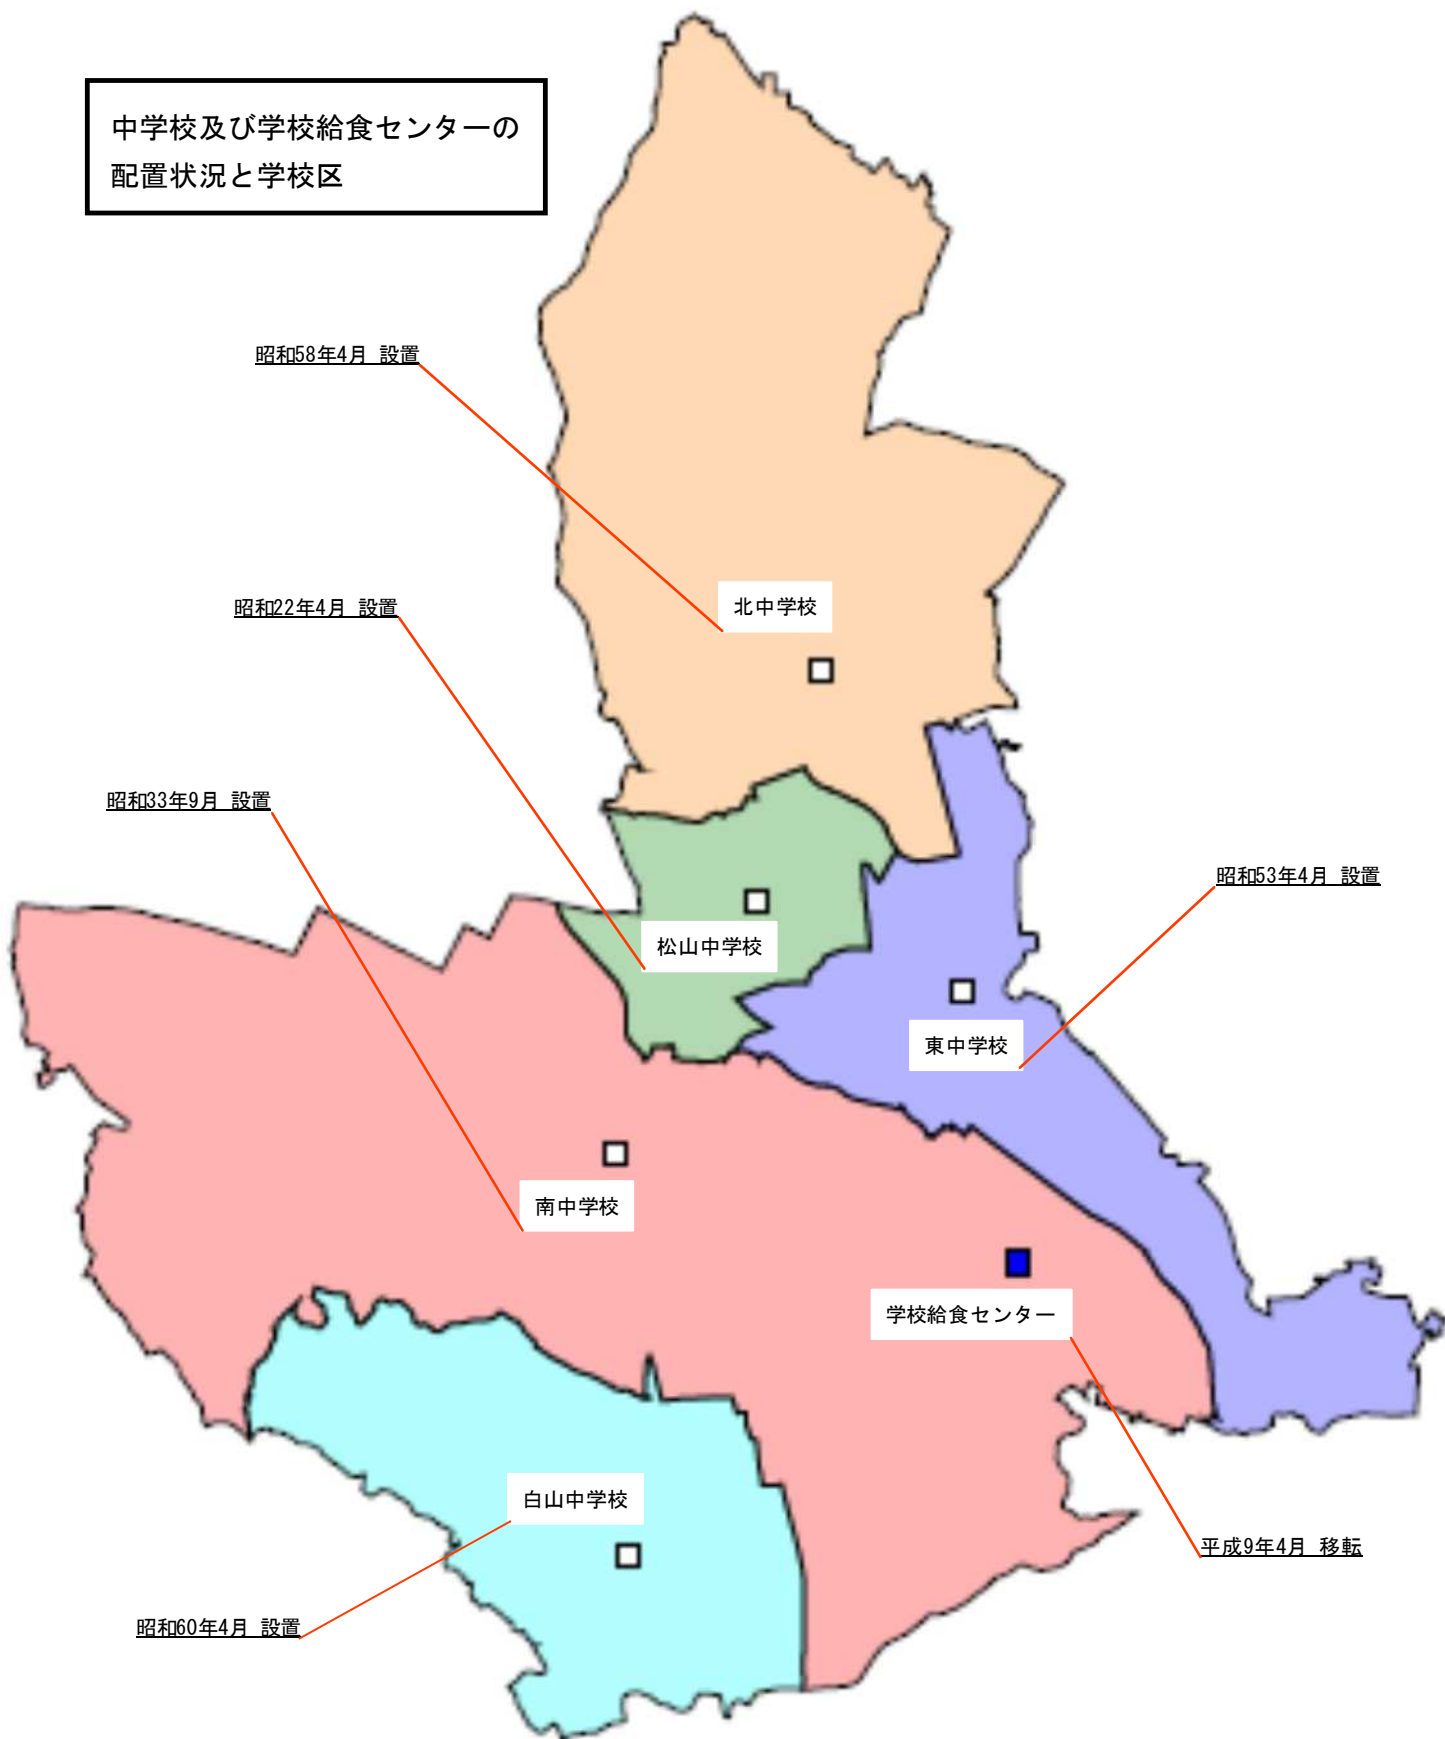 中学校及び学校給食センターの
配置状況と学校区
昭和58年4月 設置
北中学校
昭和22年4月 設置
昭和33年9月 設置
昭和53年4月 設置
松山中学校
東中学校
南中学校
学校給食センター
白山中学校
平成9年4月 移転
昭和60年4月 設置